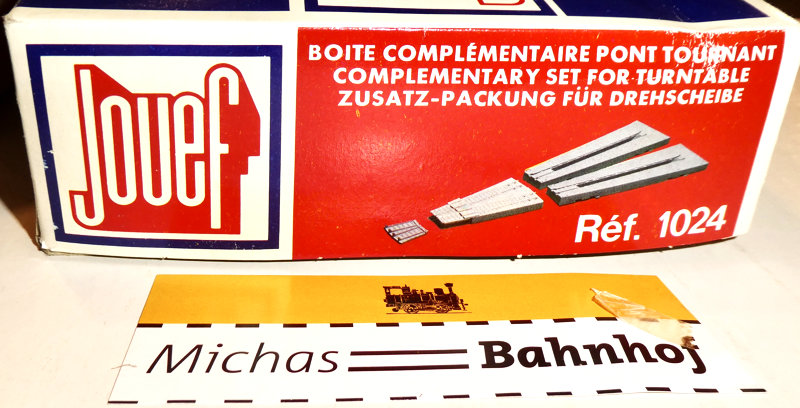 Jouef
BOITE COMPLÉMENTAIRE PONT TOURNANT
COMPLEMENTARY SET FOR TURNTABLE
ZUSATZ-PACKUNG FÜR DREHSCHEIBE
Réf. 1024
Michas Bahnhof